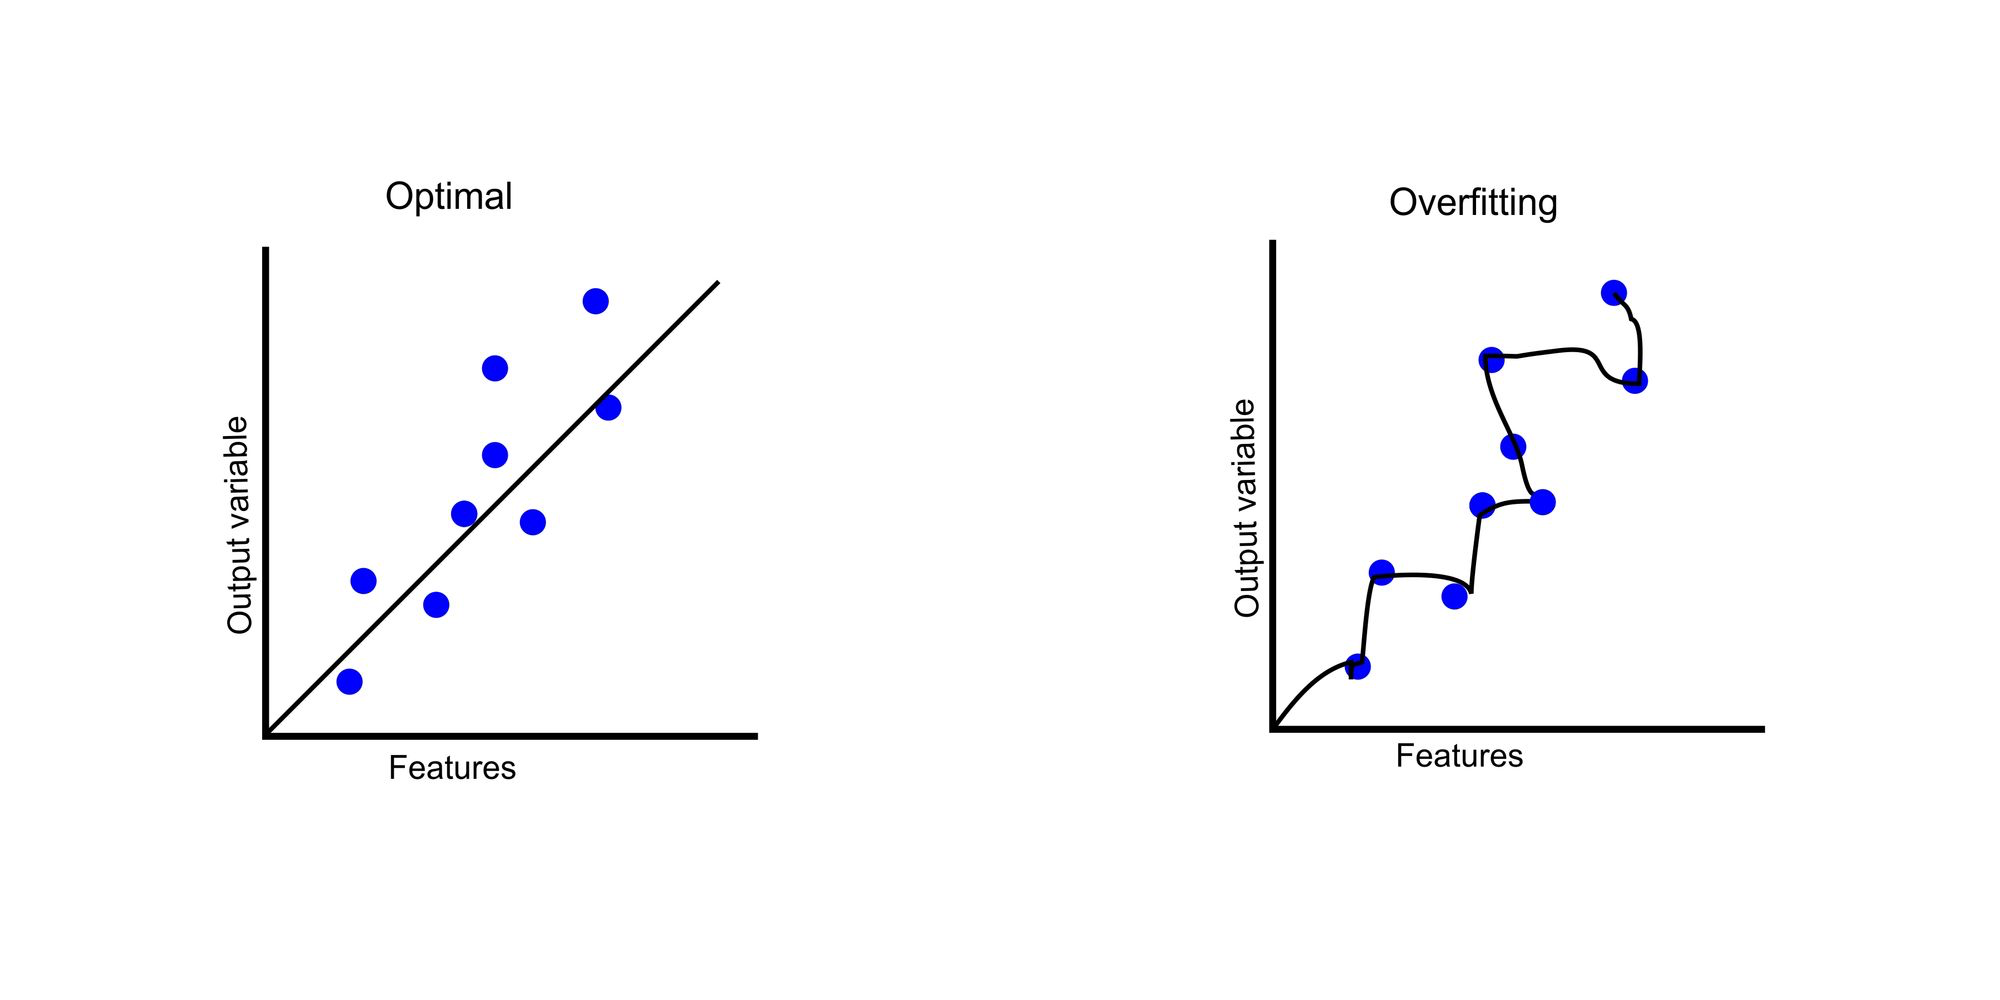 Optimal
Output variable
Features
Overfitting
Output variable
Features